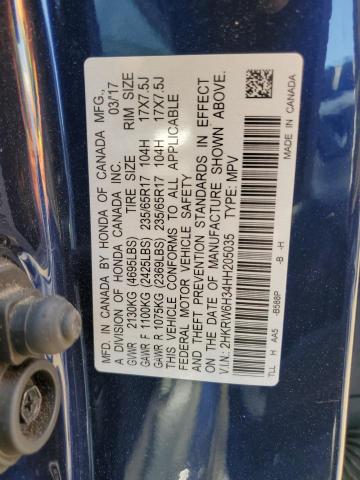 MFD. IN CANADA BY HONDA OF CANADA MFG.,
A DIVISION OF HONDA CANADA INC. 03/17
GVWR 2130KG (4695LBS) TIRE SIZE RIM SIZE
GAWR F 1100KG (2425LBS) 235/65R17 104H 17X7.5J
GAWR R 1075KG (2369LBS) 235/65R17 104H 17X7.5J
THIS VEHICLE CONFORMS TO ALL APPLICABLE
FEDERAL MOTOR VEHICLE SAFETY
AND THEFT PREVENTION STANDARDS IN EFFECT
ON THE DATE OF MANUFACTURE SHOWN ABOVE.
V.I.N.: 2HKRW6H34HH205035 TYPE: MPV
TLL H AA5 -B588P -B -H
MADE IN CANADA